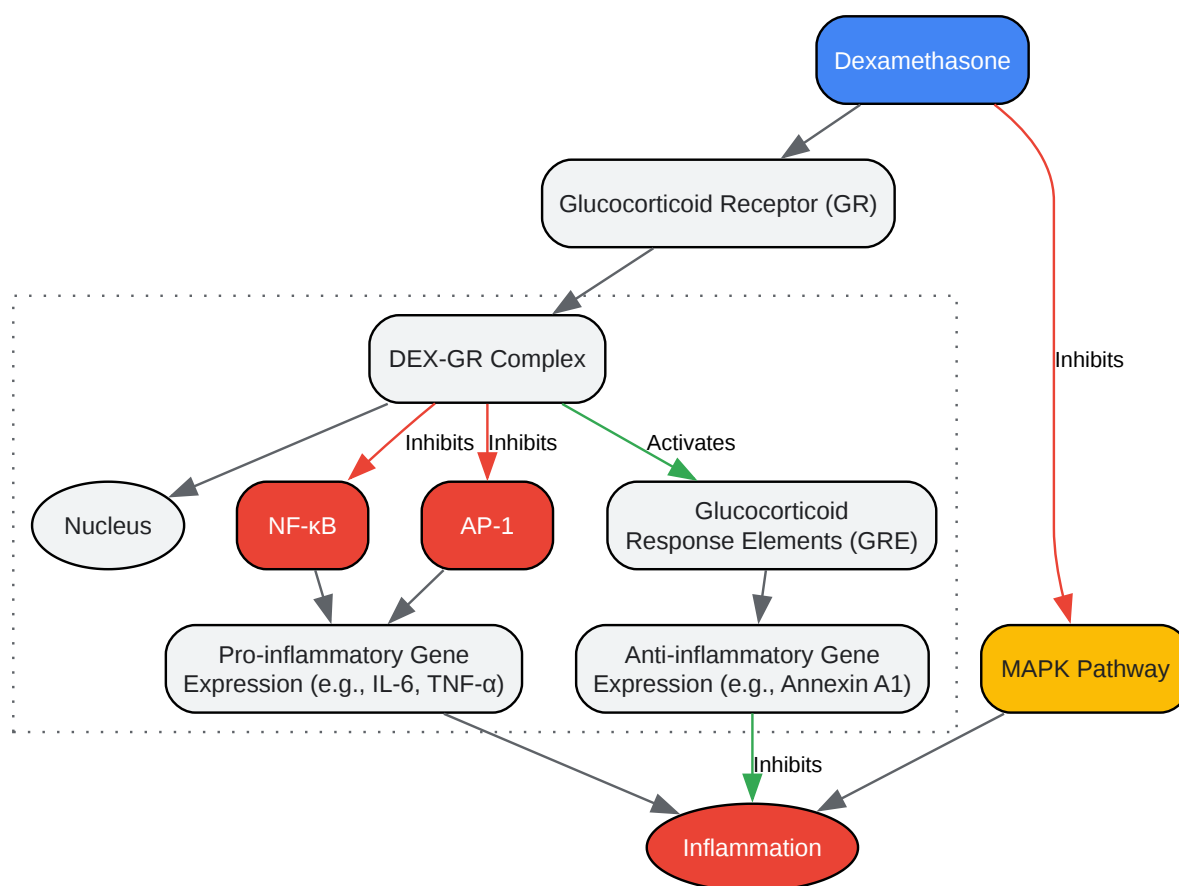 Dexamethasone
Glucocorticoid Receptor (GR)
DEX-GR Complex
Inhibits
Inhibits
Inhibits
Activates
Nucleus
NF-κB
AP-1
Glucocorticoid
Response Elements (GRE)
Pro-inflammatory Gene
Expression (e.g., IL-6, TNF-α)
Anti-inflammatory Gene
Expression (e.g., Annexin A1)
MAPK Pathway
Inhibits
Inflammation